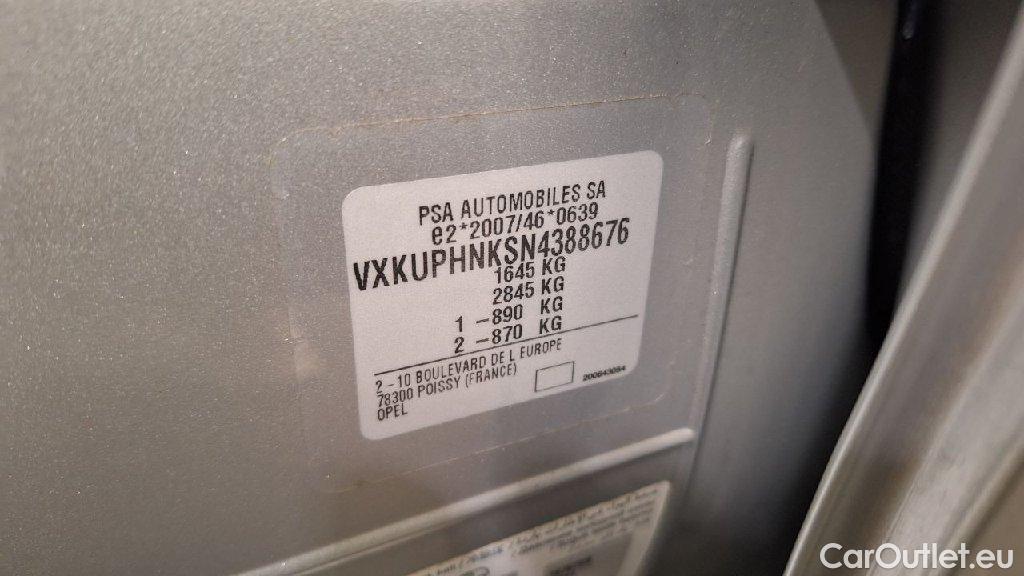 PSA AUTOMOBILES SA
e2*2007/46*0639
VXKUPHNKSN4388676
1645 KG
2845 KG
1 -890 KG
2 -870 KG
2 -10 BOULEVARD DE L EUROPE
78300 POISSY (FRANCE)
OPEL
200843084
CarOutlet.eu